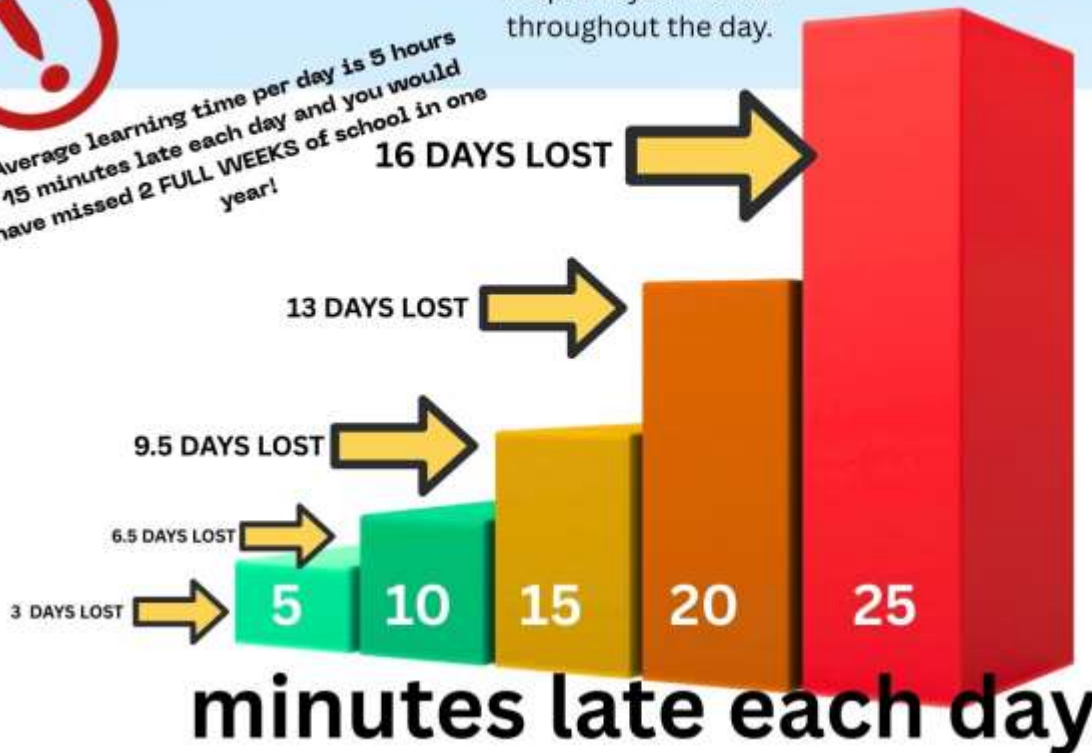 throughout the day.
Average learning time per day is 5 hours
15 minutes late each day and you would
have missed 2 FULL WEEKS of school in one
year!
16 DAYS LOST
13 DAYS LOST
9.5 DAYS LOST
6.5 DAYS LOST
3 DAYS LOST
5 10 15 20 25
minutes late each day